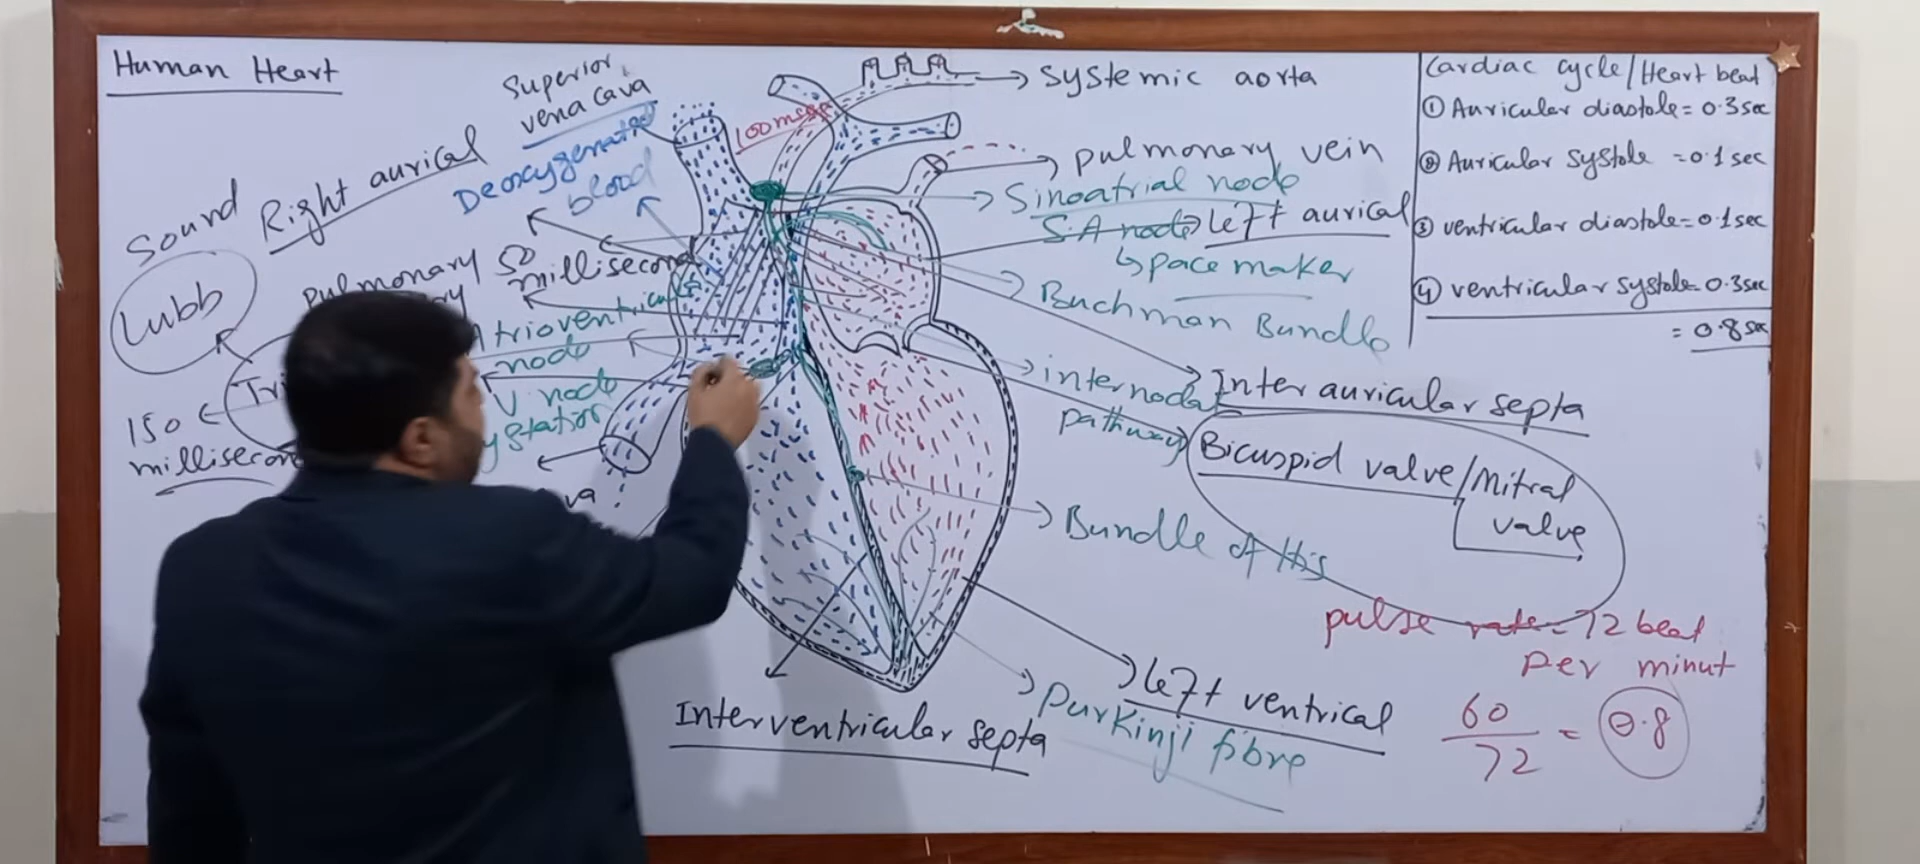 Human Heart
Superior
vena cava
Deoxygenated
blood
100 msec
Right aurical
Sound
Lubb
pulmonary
50
millisecond
Atrioventricular
node
V node
150
millisecond
systemic aorta
pulmonary vein
Sinoatrial node
S.A node
left aurical
pace maker
Buchman Bundle
internodal
pathway
Inter auricular septa
Bicuspid valve/Mitral
valve
Bundle of His
left ventrical
Purkinji fibre
Interventricular septa
Cardiac cycle/Heart beat
① Auricular diastole = 0.3 sec
② Auricular systole = 0.1 sec
③ ventricular diastole = 0.1 sec
④ ventricular systole = 0.3 sec
= 0.8 sec
pulse rate = 72 beat
Per minut
60
72
= 0.8